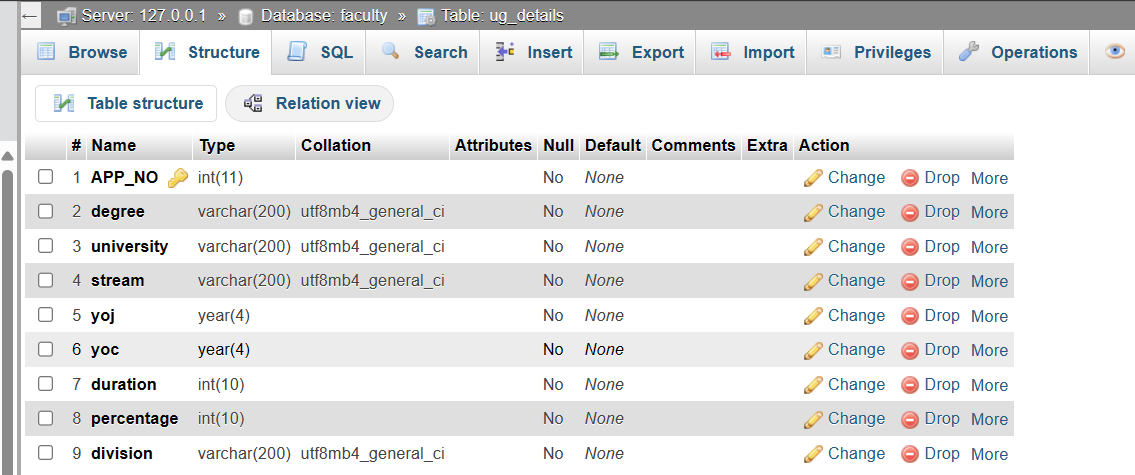 Server: 127.0.0.1 » Database: faculty » Table: ug_details
Browse Structure SQL Search Insert Export Import Privileges Operations
Table structure Relation view
# Name Type Collation Attributes Null Default Comments Extra Action
1 APP_NO int(11) No None Change Drop More
2 degree varchar(200) utf8mb4_general_ci No None Change Drop More
3 university varchar(200) utf8mb4_general_ci No None Change Drop More
4 stream varchar(200) utf8mb4_general_ci No None Change Drop More
5 yoj year(4) No None Change Drop More
6 yoc year(4) No None Change Drop More
7 duration int(10) No None Change Drop More
8 percentage int(10) No None Change Drop More
9 division varchar(200) utf8mb4_general_ci No None Change Drop More